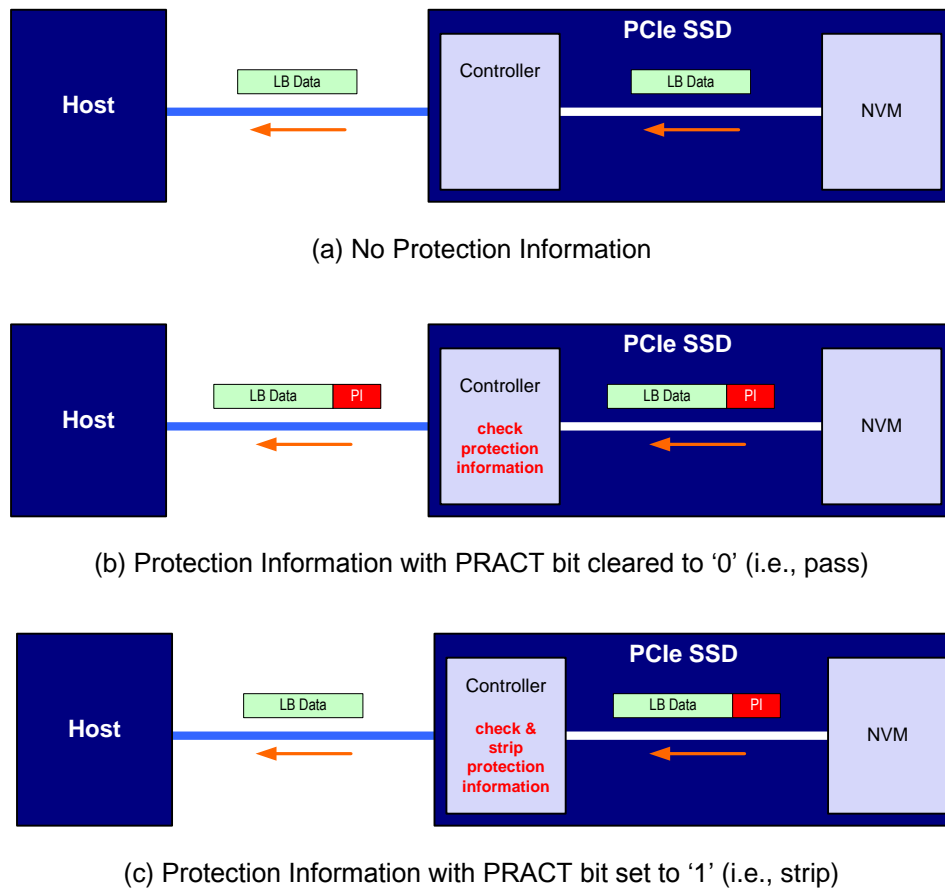 PCIe SSD
Host
LB Data
Controller
LB Data
NVM
(a) No Protection Information
PCIe SSD
Host
LB Data PI
Controller
check
protection
information
LB Data PI
NVM
(b) Protection Information with PRACT bit cleared to ‘0’ (i.e., pass)
PCIe SSD
Host
LB Data
Controller
check &
strip
protection
information
LB Data PI
NVM
(c) Protection Information with PRACT bit set to ‘1’ (i.e., strip)